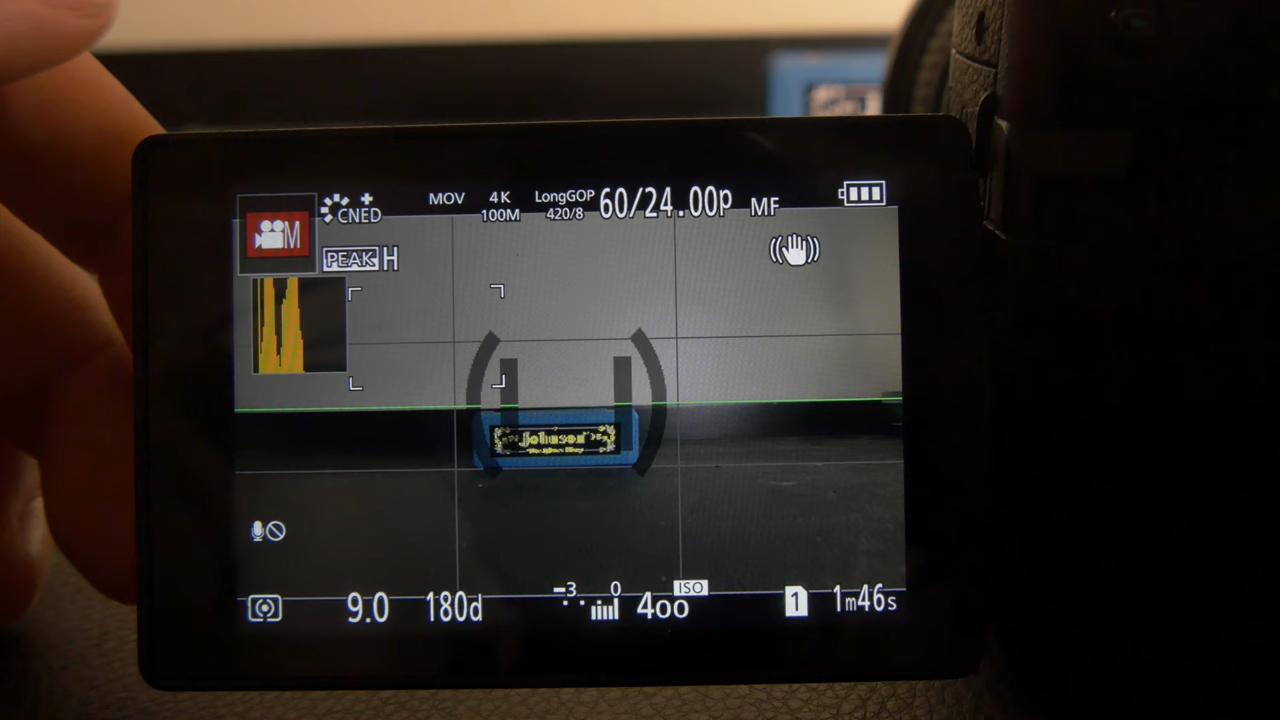 CNED MOV 4K 100M LongGOP 420/8 60/24.00p MF
M
PEAK H
Johnson
-3 0 ISO
9.0 180d 400 1 1m46s